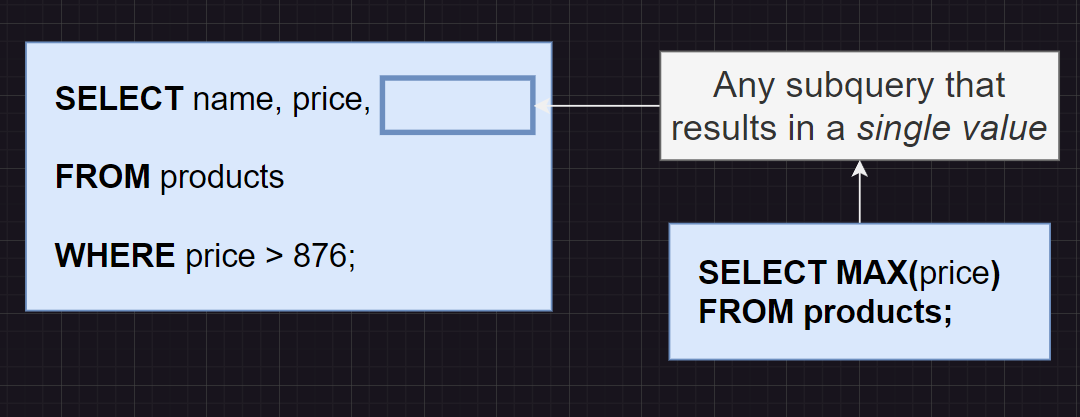 SELECT name, price,
FROM products
WHERE price > 876;
Any subquery that
results in a single value
SELECT MAX(price)
FROM products;